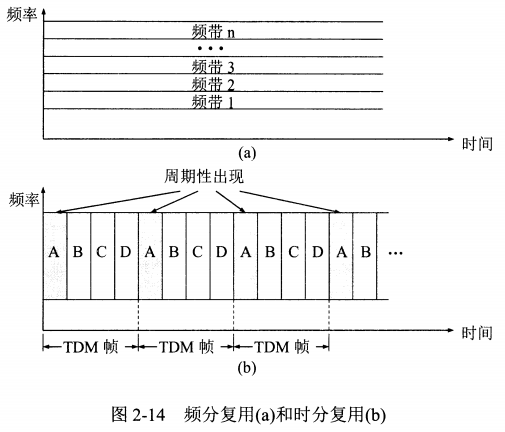 频率
频带 n
···
频带 3
频带 2
频带 1
时间
(a)
周期性出现
频率
A B C D A B C D A B C D A B ···
时间
TDM 帧 TDM 帧 TDM 帧
(b)
图 2-14 频分复用(a)和时分复用(b)